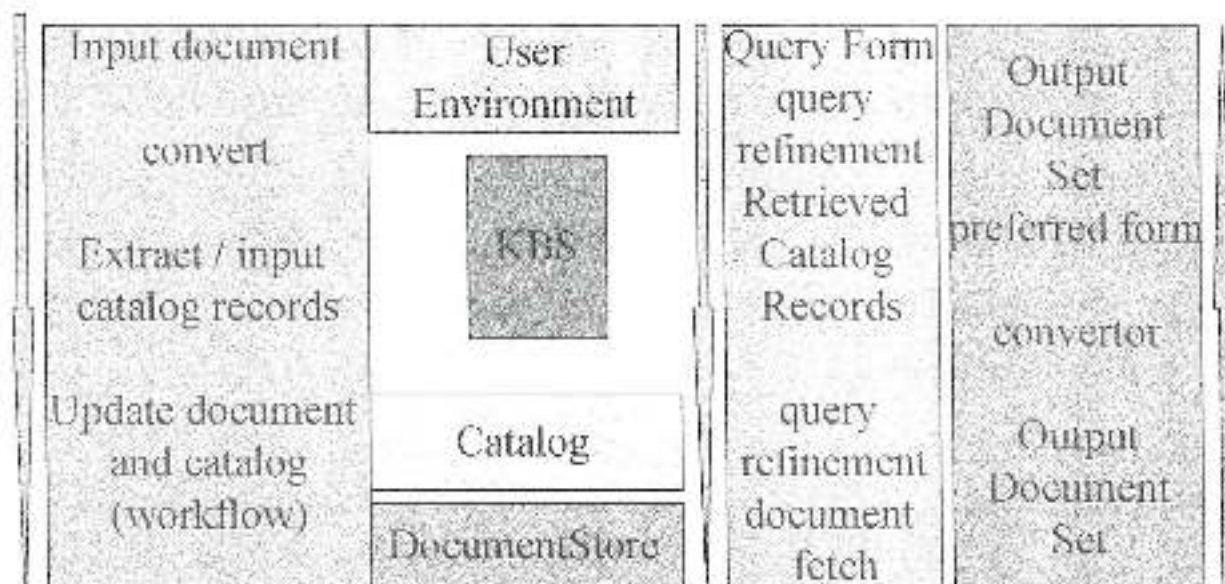 Input document
convert
Extract / input
catalog records
Update document
and catalog
(workflow)
User
Environment
KBS
Catalog
DocumentStore
Query Form
query
refinement
Retrieved
Catalog
Records
query
refinement
document
fetch
Output
Document
Set
preferred form
convertor
Output
Document
Set